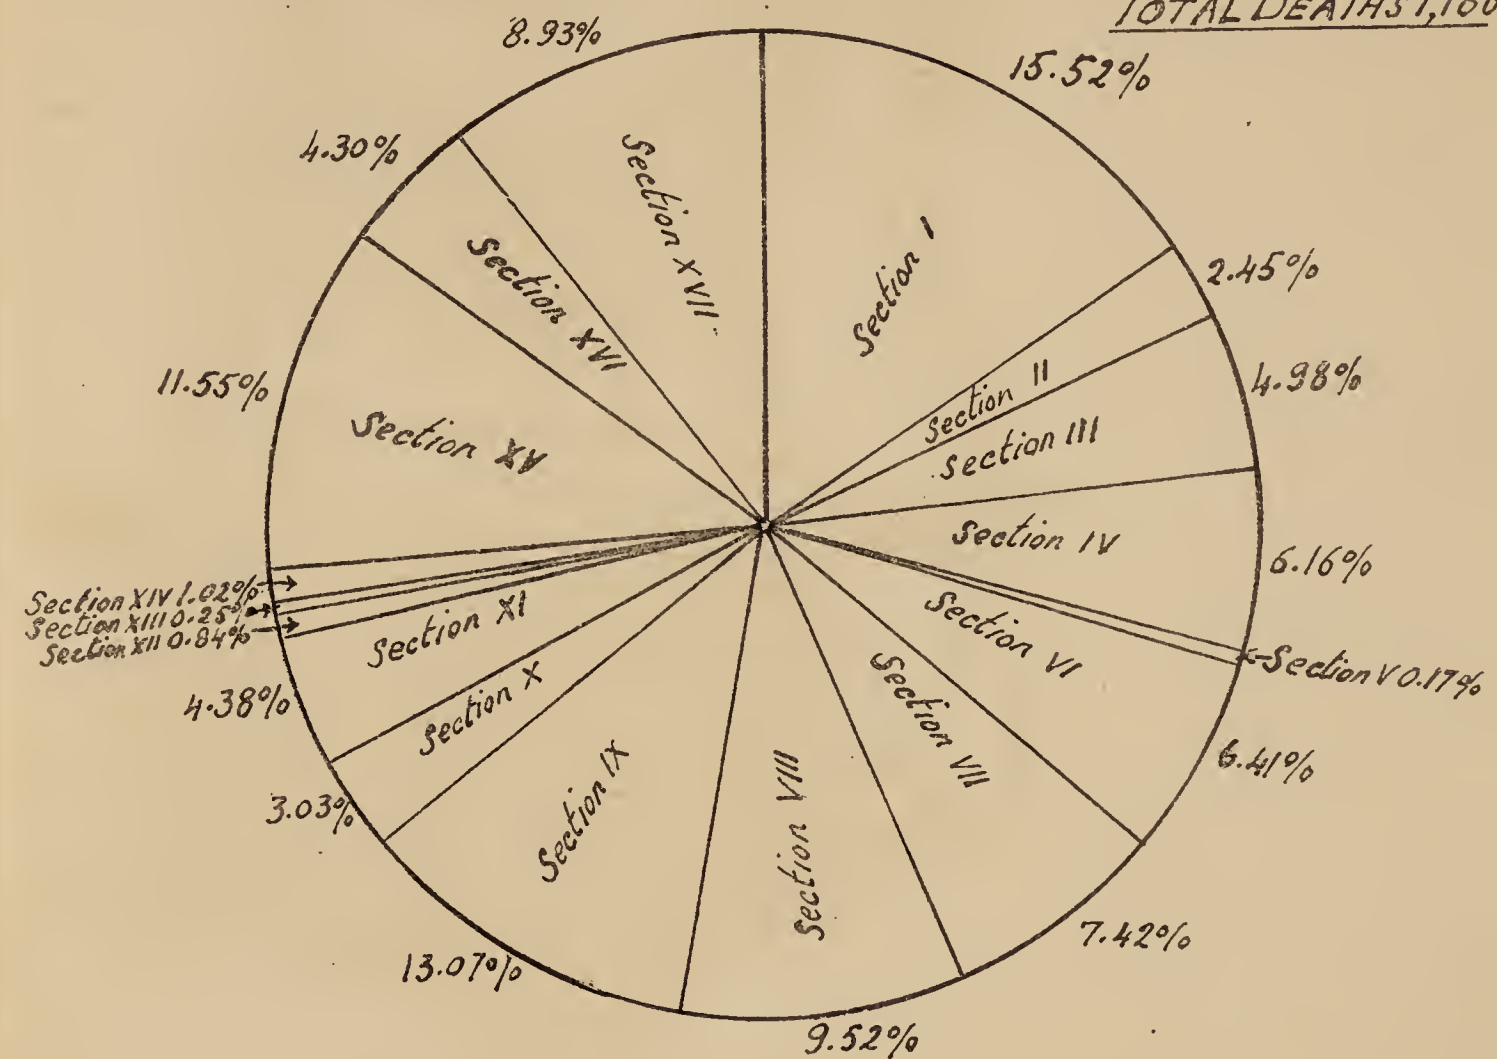 TOTAL DEATHS
8.93%
15.52%
4.30%
Section XVII
Section I
Section XVI
2.45%
11.55%
Section II
4.98%
Section XV
Section III
Section IV
6.16%
Section XIV 1.02%
Section XIII 0.25%
Section XII 0.84%
Section XI
Section VI
Section V 0.17%
4.38%
Section X
Section VII
3.03%
Section IX
Section VIII
6.41%
13.07%
7.42%
9.52%